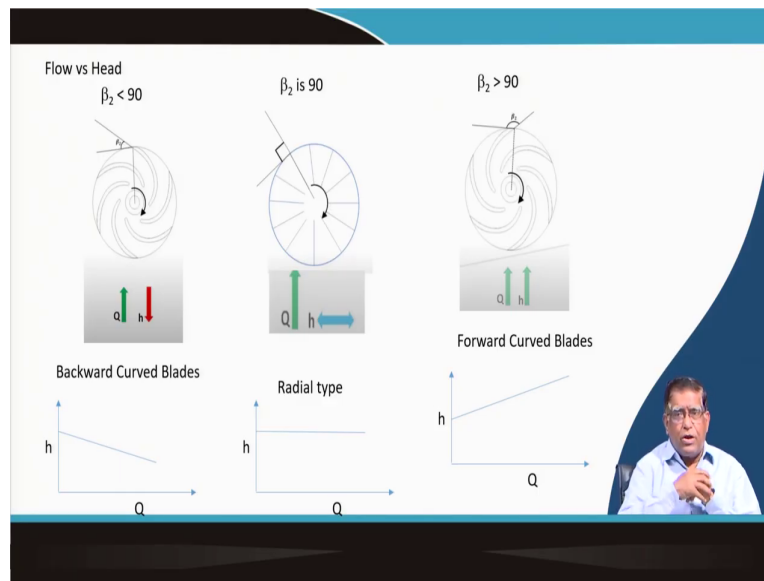 Flow vs Head
β₂ < 90
β₂ is 90
β₂ > 90
β₂
β₂
Q h
Q h
Q h
Backward Curved Blades
Radial type
Forward Curved Blades
h
Q
h
Q
h
Q